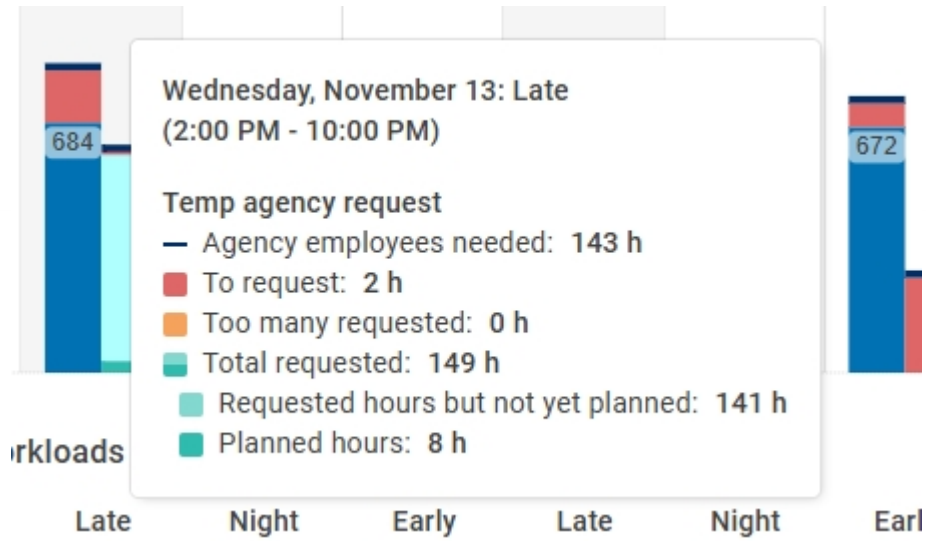 Wednesday, November 13: Late
(2:00 PM - 10:00 PM)
684
672
Temp agency request
Agency employees needed: 143 h
To request: 2 h
Too many requested: 0 h
Total requested: 149 h
Requested hours but not yet planned: 141 h
Planned hours: 8 h
rkloads
Late Night Early Late Night Earl